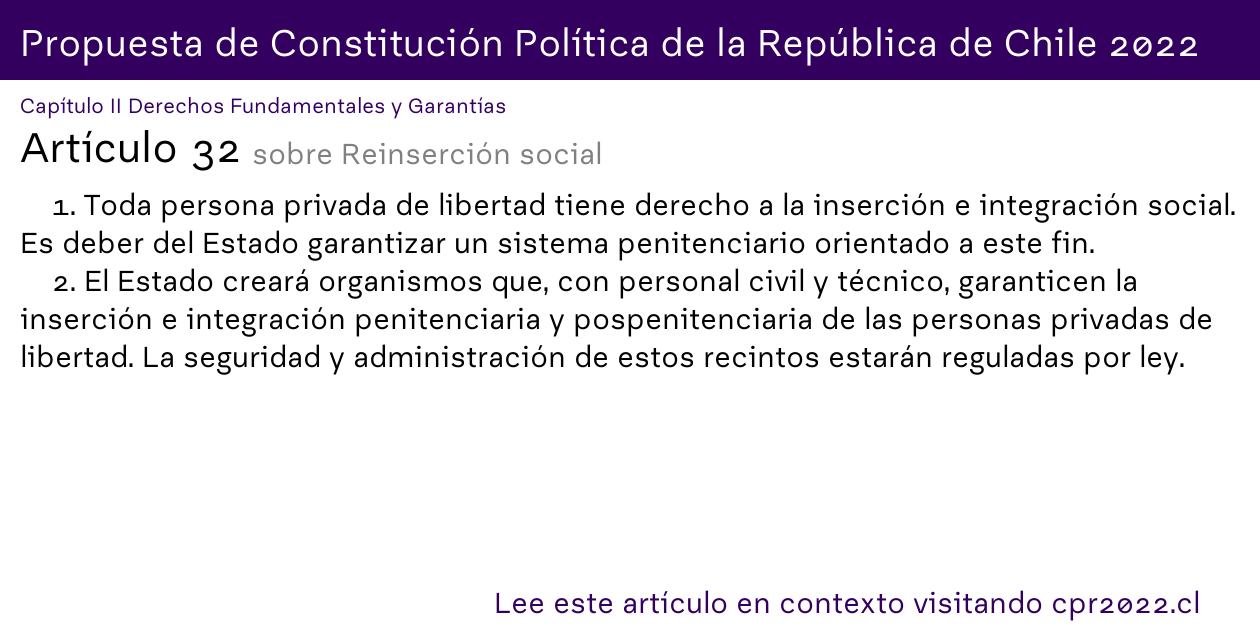 Propuesta de Constitución Política de la República de Chile 2022
Capítulo II Derechos Fundamentales y Garantías
Artículo 32 sobre Reinserción social
1. Toda persona privada de libertad tiene derecho a la inserción e integración social.
Es deber del Estado garantizar un sistema penitenciario orientado a este fin.
2. El Estado creará organismos que, con personal civil y técnico, garanticen la
inserción e integración penitenciaria y pospenitenciaria de las personas privadas de
libertad. La seguridad y administración de estos recintos estarán reguladas por ley.
Lee este artículo en contexto visitando cpr2022.cl